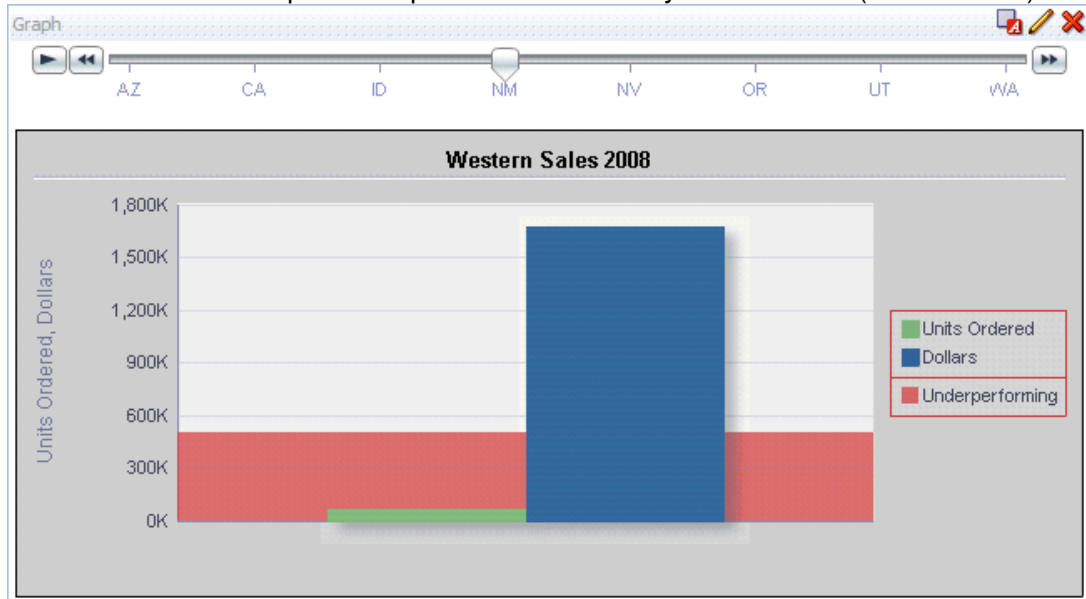 Graph
AZ CA ID NM NV OR UT WA
Western Sales 2008
Units Ordered, Dollars
1,800K
1,500K
1,200K
900K
600K
300K
0K
Units Ordered
Dollars
Underperforming